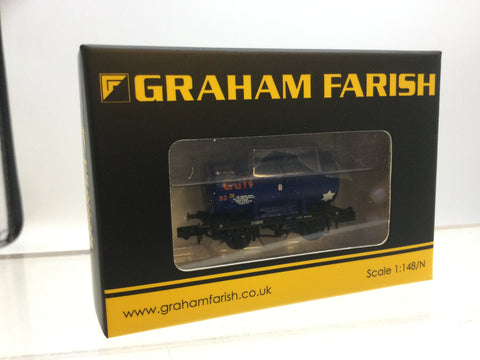 GRAHAM FARISH
Gulf
www.grahamfarish.co.uk
Scale 1:148/N